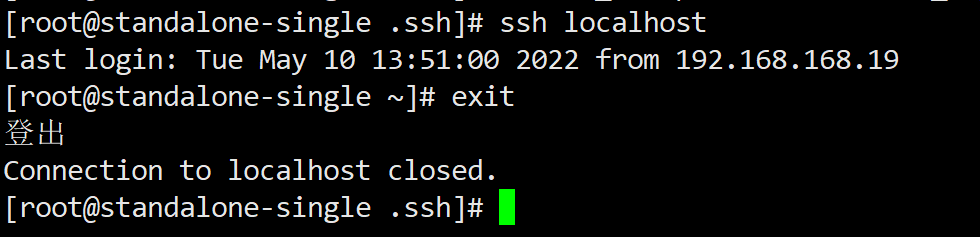 [root@standalone-single .ssh]# ssh localhost
Last login: Tue May 10 13:51:00 2022 from 192.168.168.19
[root@standalone-single ~]# exit
登出
Connection to localhost closed.
[root@standalone-single .ssh]#